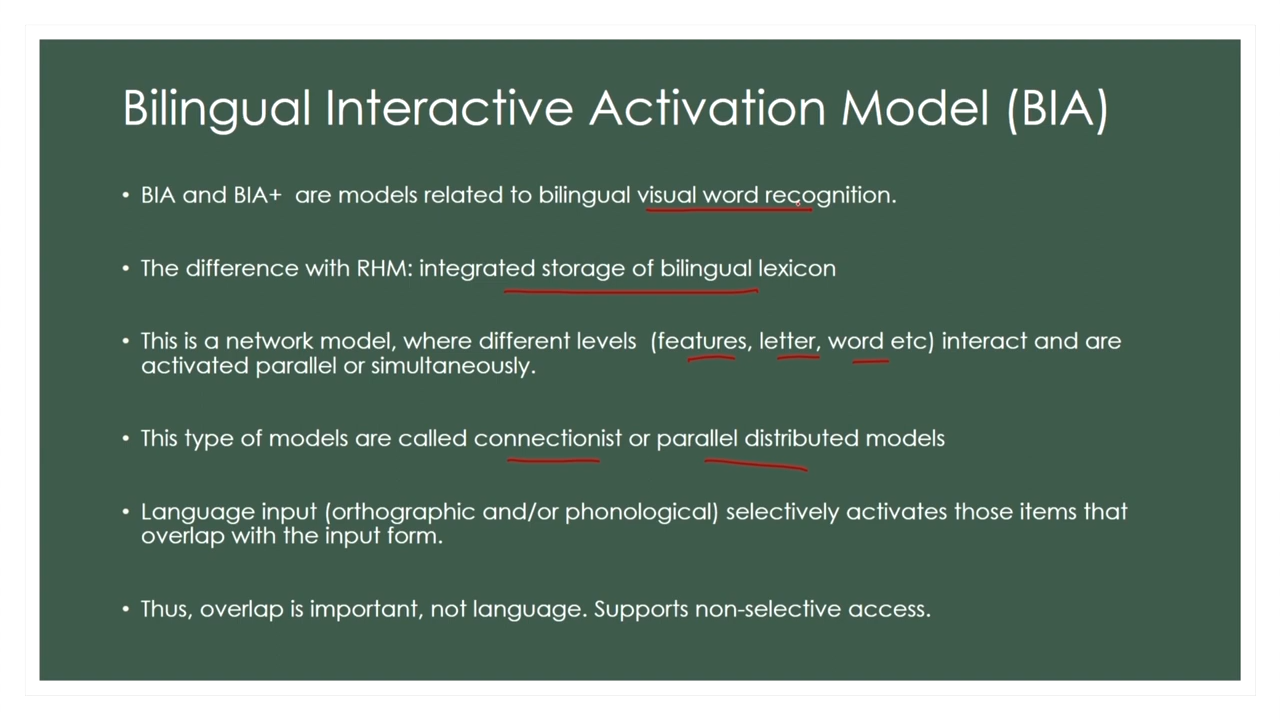 Bilingual Interactive Activation Model (BIA)
• BIA and BIA+ are models related to bilingual visual word recognition.
• The difference with RHM: integrated storage of bilingual lexicon
• This is a network model, where different levels (features, letter, word etc) interact and are
activated parallel or simultaneously.
• This type of models are called connectionist or parallel distributed models
• Language input (orthographic and/or phonological) selectively activates those items that
overlap with the input form.
• Thus, overlap is important, not language. Supports non-selective access.